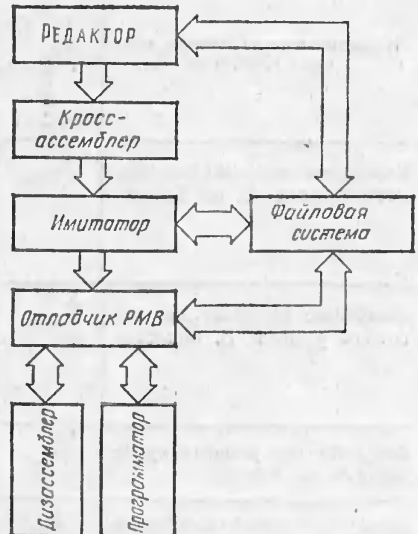 РЕДАКТОР
Кросс-
ассемблер
Имитатор
Файловая
система
Отладчик РМВ
Дизассемблер
Программатор